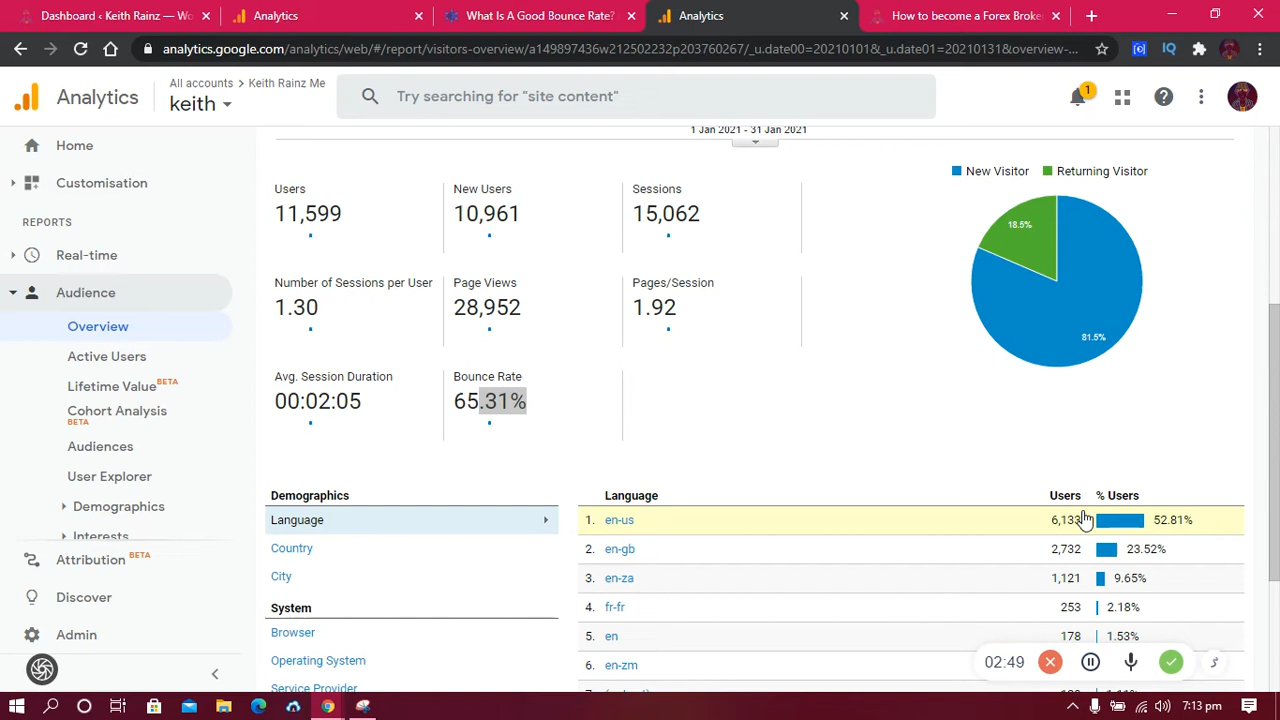 Dashboard ‹ Keith Rainz — Wo
Analytics
What Is A Good Bounce Rate?
Analytics
How to become a Forex Broke
analytics.google.com/analytics/web/#/report/visitors-overview/a149897436w212502232p203760267/_u.date00=20210101&_u.date01=20210131&overview-...
Analytics
All accounts > Keith Rainz Me
keith
Try searching for "site content"
1
Home
Customisation
REPORTS
Real-time
Audience
Overview
Active Users
Lifetime Value BETA
Cohort Analysis
BETA
Audiences
User Explorer
Demographics
Interests
Attribution BETA
Discover
Admin
1 Jan 2021 - 31 Jan 2021
New Visitor
Returning Visitor
Users
New Users
Sessions
11,599
10,961
15,062
Number of Sessions per User
Page Views
Pages/Session
1.30
28,952
1.92
Avg. Session Duration
Bounce Rate
00:02:05
65.31%
18.5%
81.5%
Demographics
Language
Country
City
System
Browser
Operating System
Service Provider
Language Users % Users
1. en-us 6,133 52.81%
2. en-gb 2,732 23.52%
3. en-za 1,121 9.65%
4. fr-fr 253 2.18%
5. en 178 1.53%
6. en-zm
02:49
7:13 pm